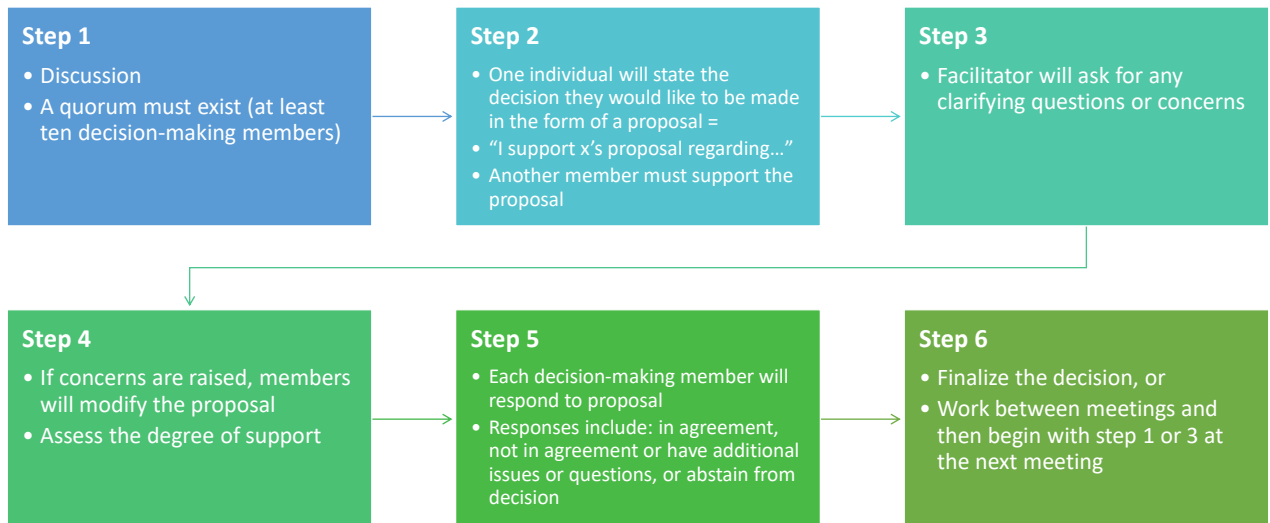 Step 1
• Discussion
• A quorum must exist (at least
ten decision-making members)
Step 2
• One individual will state the
decision they would like to be made
in the form of a proposal =
• “I support x’s proposal regarding…”
• Another member must support the
proposal
Step 3
• Facilitator will ask for any
clarifying questions or concerns
Step 4
• If concerns are raised, members
will modify the proposal
• Assess the degree of support
Step 5
• Each decision-making member will
respond to proposal
• Responses include: in agreement,
not in agreement or have additional
issues or questions, or abstain from
decision
Step 6
• Finalize the decision, or
• Work between meetings and
then begin with step 1 or 3 at
the next meeting